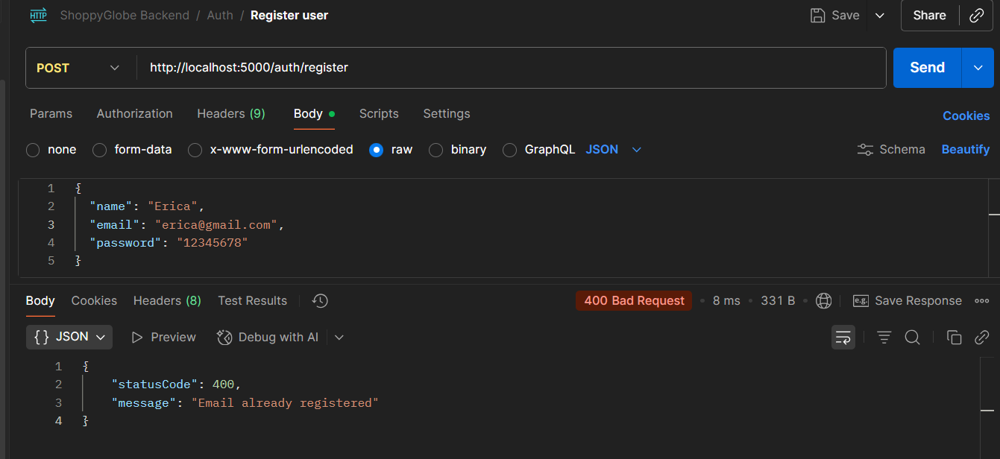 HTTP ShoppyGlobe Backend / Auth / Register user Save Share
POST http://localhost:5000/auth/register Send
Params Authorization Headers (9) Body Scripts Settings Cookies
none form-data x-www-form-urlencoded raw binary GraphQL JSON Schema Beautify
1 {
2 "name": "Erica",
3 "email": "erica@gmail.com",
4 "password": "12345678"
5 }
Body Cookies Headers (8) Test Results 400 Bad Request • 8 ms • 331 B • e.g. Save Response
{} JSON Preview Debug with AI
1 {
2 "statusCode": 400,
3 "message": "Email already registered"
4 }